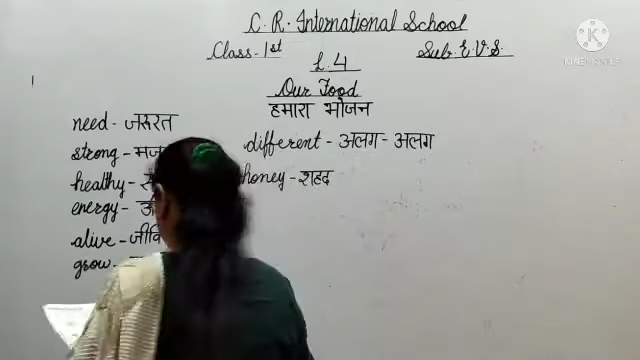 C. R. International School
Class - 1st Sub. E. V. S.
L. 4
Our Food
हमारा भोजन
need - जरूरत
different - अलग - अलग
strong -
honey - शहद
healthy -
energy -
alive -
grow -
KINEMASTER